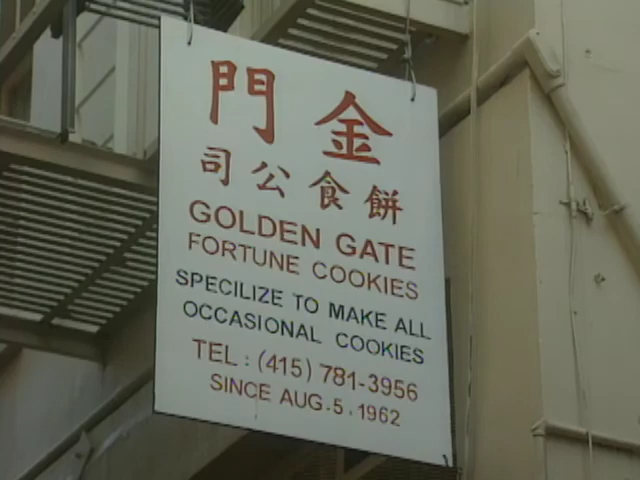 金門
餅食公司
GOLDEN GATE
FORTUNE COOKIES
SPECILIZE TO MAKE ALL
OCCASIONAL COOKIES
TEL : (415) 781-3956
SINCE AUG. 5 . 1962